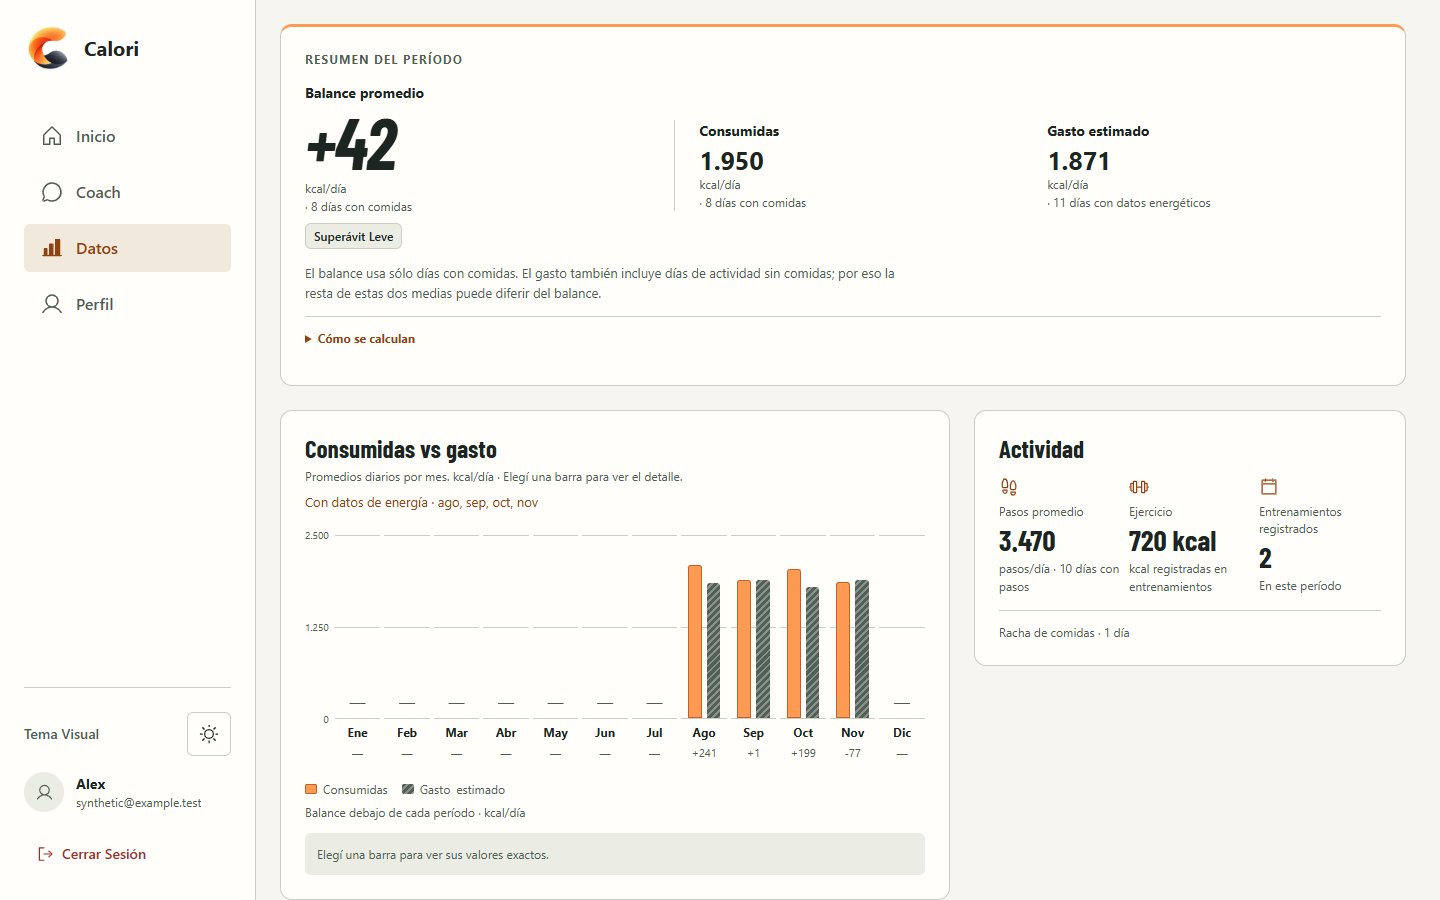 Calori
Inicio
Coach
Datos
Perfil
Tema Visual
Alex
synthetic@example.test
Cerrar Sesión
RESUMEN DEL PERÍODO
Balance promedio
+42
kcal/día
· 8 días con comidas
Superávit Leve
Consumidas
1.950
kcal/día
· 8 días con comidas
Gasto estimado
1.871
kcal/día
· 11 días con datos energéticos
El balance usa sólo días con comidas. El gasto también incluye días de actividad sin comidas; por eso la
resta de estas dos medias puede diferir del balance.
Cómo se calculan
Consumidas vs gasto
Promedios diarios por mes. kcal/día · Elegí una barra para ver el detalle.
Con datos de energía · ago, sep, oct, nov
2.500
1.250
0
— — — — — — — —
Ene Feb Mar Abr May Jun Jul Ago Sep Oct Nov Dic
— — — — — — — +241 +1 +199 -77 —
Consumidas Gasto estimado
Balance debajo de cada período · kcal/día
Elegí una barra para ver sus valores exactos.
Actividad
Pasos promedio
3.470
pasos/día · 10 días con
pasos
Ejercicio
720 kcal
kcal registradas en
entrenamientos
Entrenamientos
registrados
2
En este período
Racha de comidas · 1 día